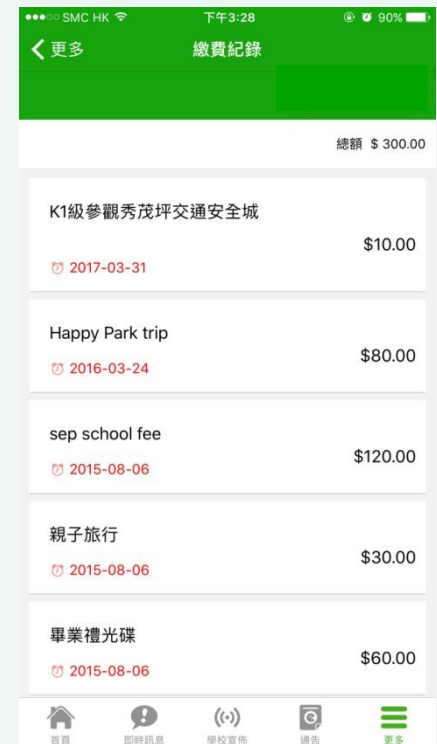 SMC HK 下午3:28 90%
更多 繳費紀錄
總額 $ 300.00
K1級參觀秀茂坪交通安全城
$10.00
2017-03-31
Happy Park trip
$80.00
2016-03-24
sep school fee
$120.00
2015-08-06
親子旅行
$30.00
2015-08-06
畢業禮光碟
$60.00
2015-08-06
首頁 即時訊息 學校宣佈 通告 更多